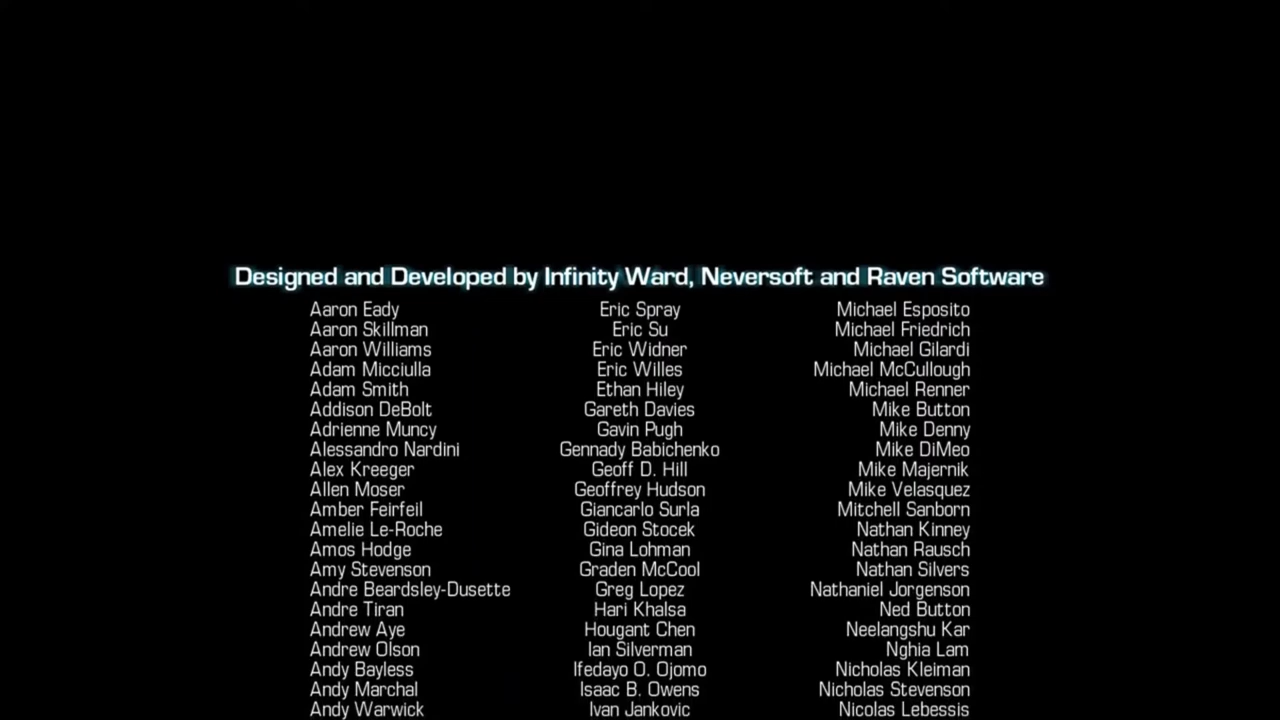 Designed and Developed by Infinity Ward, Neversoft and Raven Software
Aaron Eady Eric Spray Michael Esposito
Aaron Skillman Eric Su Michael Friedrich
Aaron Williams Eric Widner Michael Gilardi
Adam Micciulla Eric Willes Michael McCullough
Adam Smith Ethan Hiley Michael Renner
Addison DeBolt Gareth Davies Mike Button
Adrienne Muncy Gavin Pugh Mike Denny
Alessandro Nardini Gennady Babichenko Mike DiMeo
Alex Kreeger Geoff D. Hill Mike Majernik
Allen Moser Geoffrey Hudson Mike Velasquez
Amber Feirfeil Giancarlo Surla Mitchell Sanborn
Amelie Le-Roche Gideon Stocek Nathan Kinney
Amos Hodge Gina Lohman Nathan Rausch
Amy Stevenson Graden McCool Nathan Silvers
Andre Beardsley-Dusette Greg Lopez Nathaniel Jorgenson
Andre Tiran Hari Khalsa Ned Button
Andrew Aye Hougant Chen Neelangshu Kar
Andrew Olson Ian Silverman Nghia Lam
Andy Bayless Ifedayo O. Ojomo Nicholas Kleiman
Andy Marchal Isaac B. Owens Nicholas Stevenson
Andy Warwick Ivan Jankovic Nicolas Lebessis